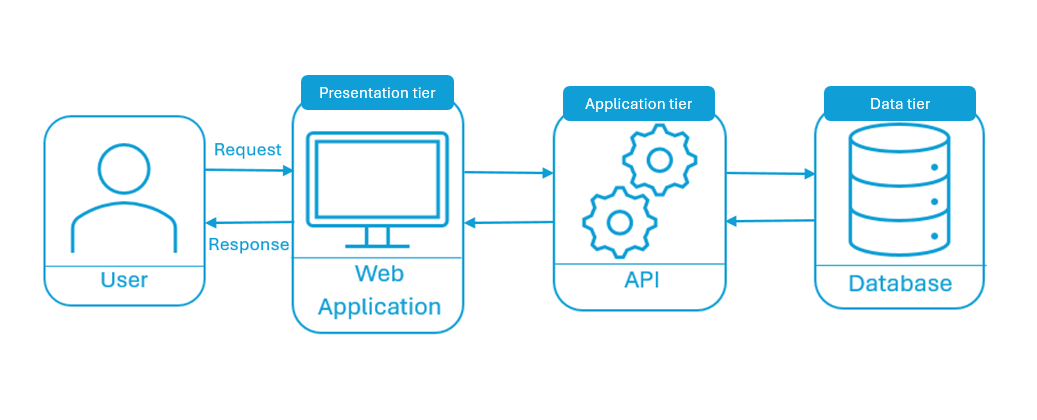 Presentation tier
Application tier
Data tier
Request
Response
User
Web
Application
API
Database